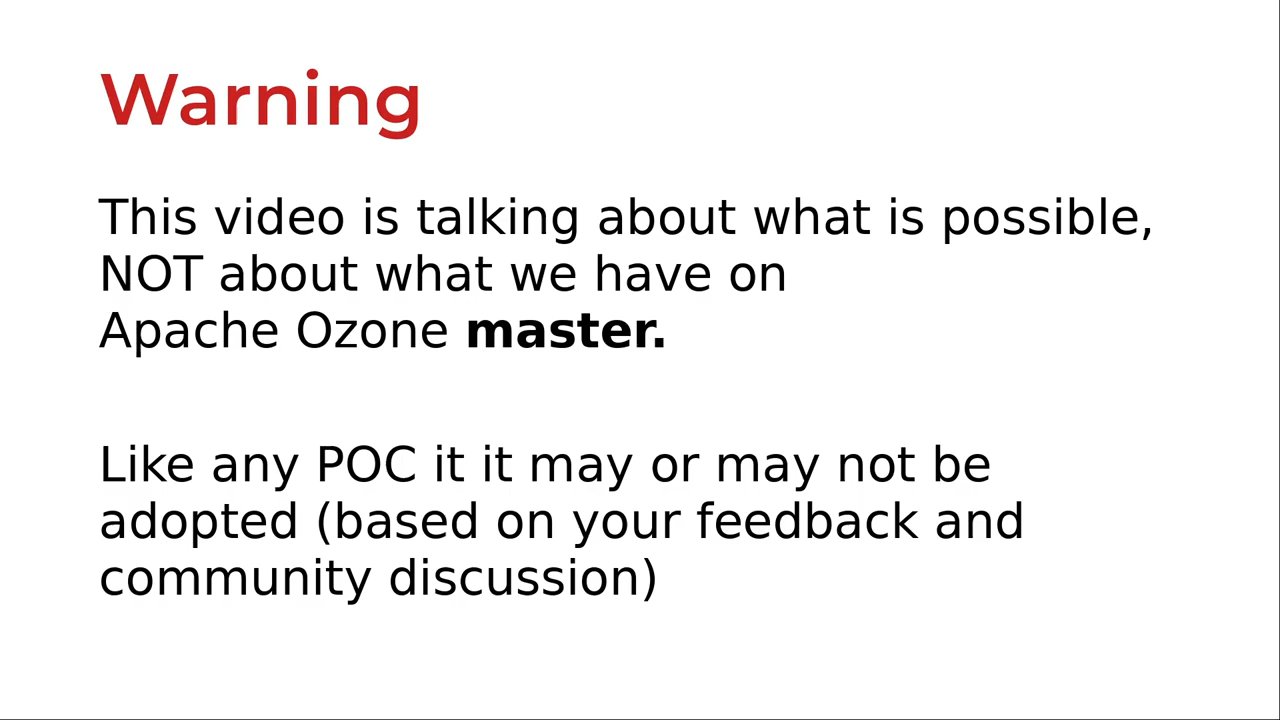 Warning
This video is talking about what is possible,
NOT about what we have on
Apache Ozone master.
Like any POC it it may or may not be
adopted (based on your feedback and
community discussion)